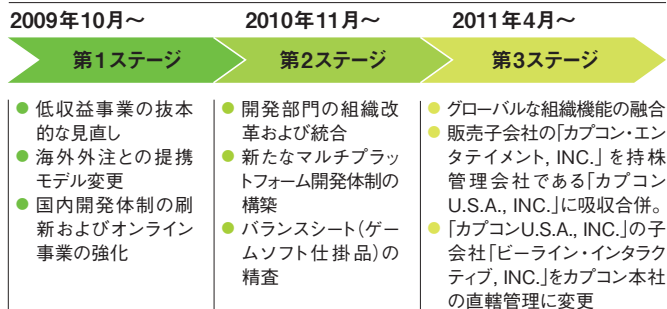 2009年10月～
2010年11月～
2011年4月～
第1ステージ
第2ステージ
第3ステージ
● 低収益事業の抜本
的な見直し
● 海外外注との提携
モデル変更
● 国内開発体制の刷
新およびオンライン
事業の強化
● 開発部門の組織改
革および統合
● 新たなマルチプラッ
トフォーム開発体制の
構築
● バランスシート（ゲー
ムソフト仕掛品）の
精査
● グローバルな組織機能の融合
● 販売子会社の「カプコン・エン
タテイメント, INC.」を持株
管理会社である「カプコン
U.S.A., INC.」に吸収合併。
● 「カプコンU.S.A., INC.」の子
会社「ビーライン・インタラク
ティブ, INC.」をカプコン本社
の直轄管理に変更